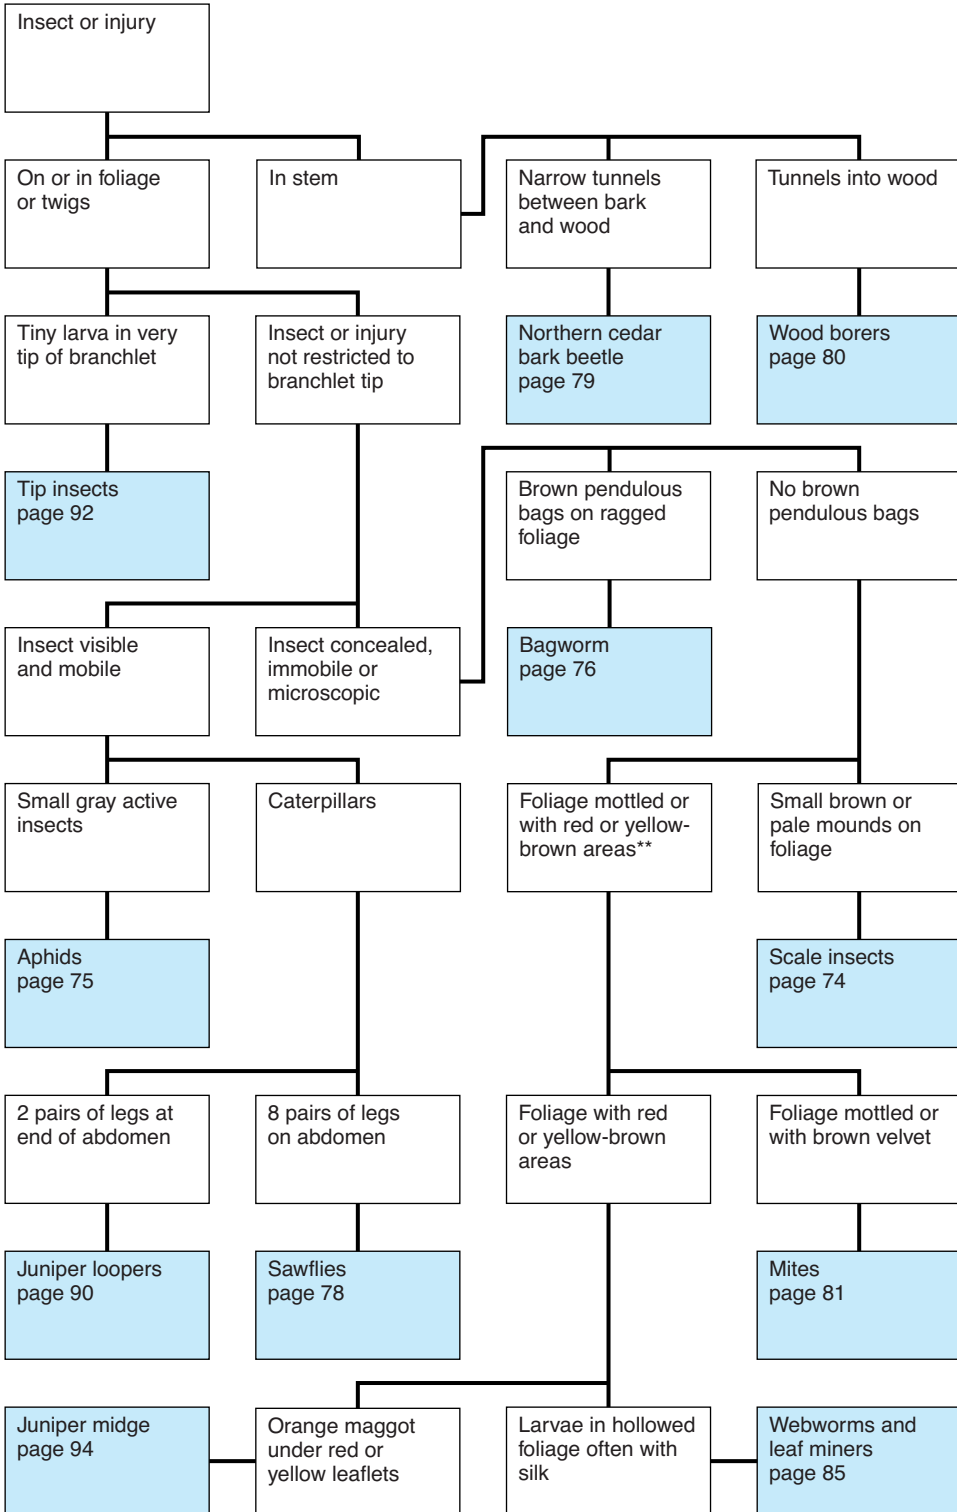 Insect or injury
On or in foliage
or twigs
In stem
Narrow tunnels
between bark
and wood
Tunnels into wood
Tiny larva in very
tip of branchlet
Insect or injury
not restricted to
branchlet tip
Northern cedar
bark beetle
page 79
Wood borers
page 80
Tip insects
page 92
Brown pendulous
bags on ragged
foliage
No brown
pendulous bags
Insect visible
and mobile
Insect concealed,
immobile or
microscopic
Bagworm
page 76
Small gray active
insects
Caterpillars
Foliage mottled or
with red or yellow-
brown areas**
Small brown or
pale mounds on
foliage
Aphids
page 75
Scale insects
page 74
2 pairs of legs at
end of abdomen
8 pairs of legs
on abdomen
Foliage with red
or yellow-brown
areas
Foliage mottled or
with brown velvet
Juniper loopers
page 90
Sawflies
page 78
Mites
page 81
Juniper midge
page 94
Orange maggot
under red or
yellow leaflets
Larvae in hollowed
foliage often with
silk
Webworms and
leaf miners
page 85